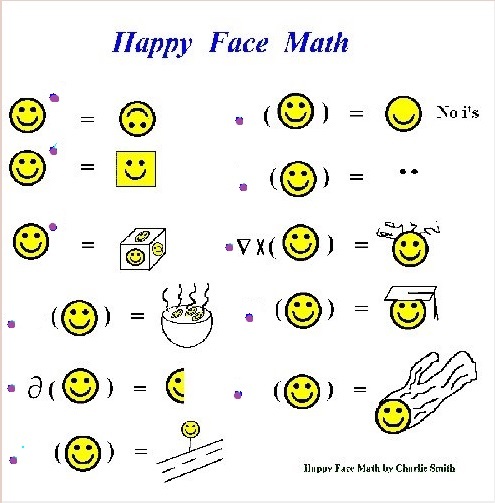 Happy Face Math
=
=
=
( ) =
∂ ( ) =
( ) =
( ) = No i's
( ) =
∇ X ( ) =
( ) =
( ) =
Happy Face Math by Charlie Smith